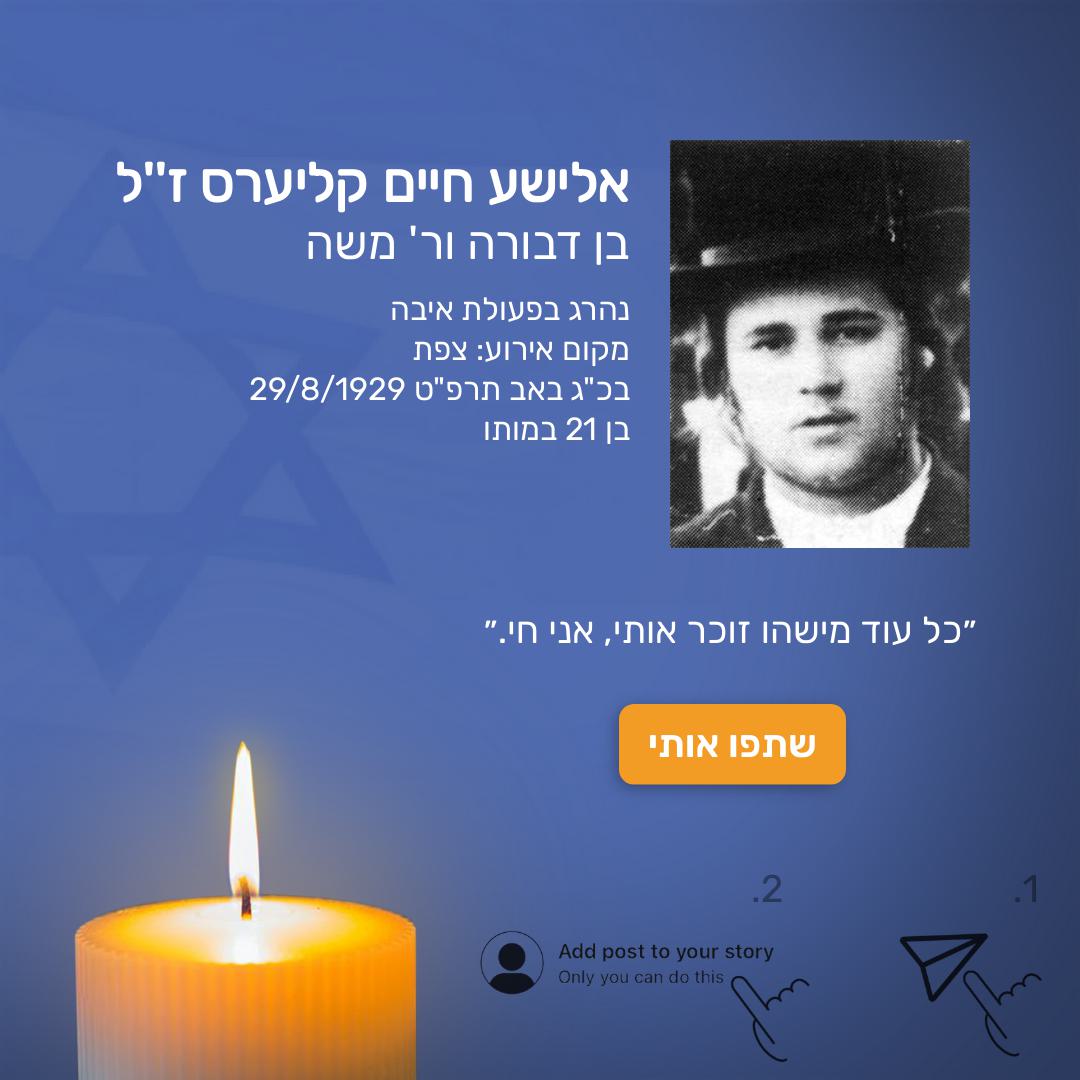 אלישע חיים קליערס ז"ל
בן דבורה ור' משה
נהרג בפעולת איבה
מקום אירוע: צפת
בכ"ג באב תרפ"ט 29/8/1929
בן 21 במותו
״כל עוד מישהו זוכר אותי, אני חי.״
שתפו אותי
1.
2.
Add post to your story
Only you can do this